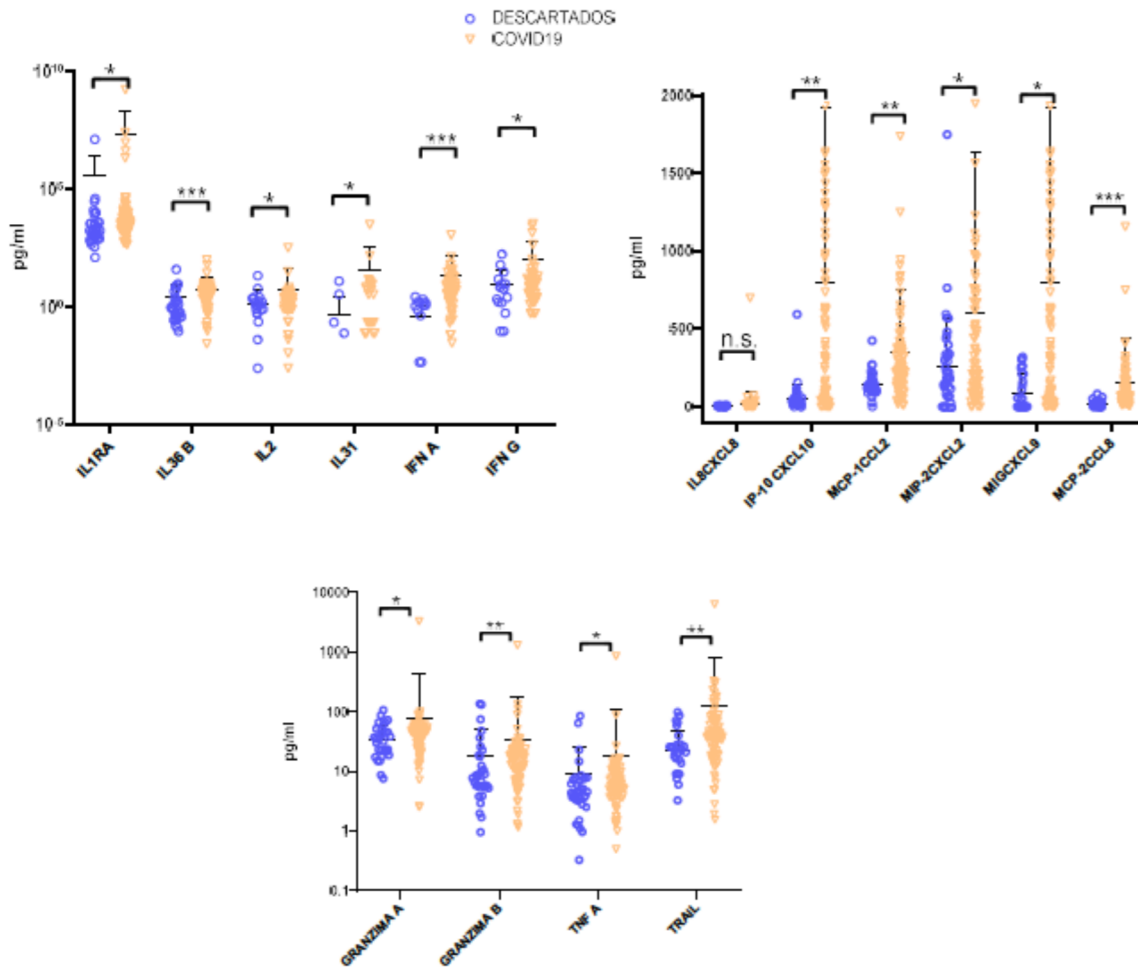 DESCARTADOS
COVID19
10^10
10^5
10^0
10^-5
pg/ml
*
***
*
*
***
*
IL1RA
IL36 B
IL2
IL31
IFN A
IFN G
2000
1500
1000
500
0
pg/ml
n.s.
**
**
*
*
***
IL8CXCL8
IP-10 CXCL10
MCP-1CCL2
MIP-2CXCL2
MIGCXCL9
MCP-2CCL8
10000
1000
100
10
1
0.1
pg/ml
*
**
*
**
GRANZIMA A
GRANZIMA B
TNF A
TRAIL